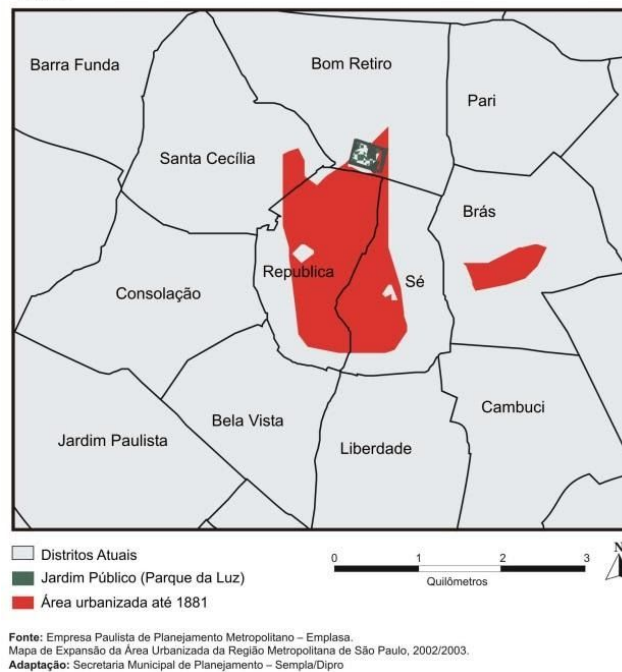 Barra Funda
Bom Retiro
Pari
Santa Cecília
Brás
Republica
Sé
Consolação
Cambuci
Bela Vista
Jardim Paulista
Liberdade
Distritos Atuais
Jardim Público (Parque da Luz)
Área urbanizada até 1881
0 1 2 3
Quilômetros
N
Fonte: Empresa Paulista de Planejamento Metropolitano – Emplasa.
Mapa de Expansão da Área Urbanizada da Região Metropolitana de São Paulo, 2002/2003.
Adaptação: Secretaria Municipal de Planejamento – Sempla/Dipro